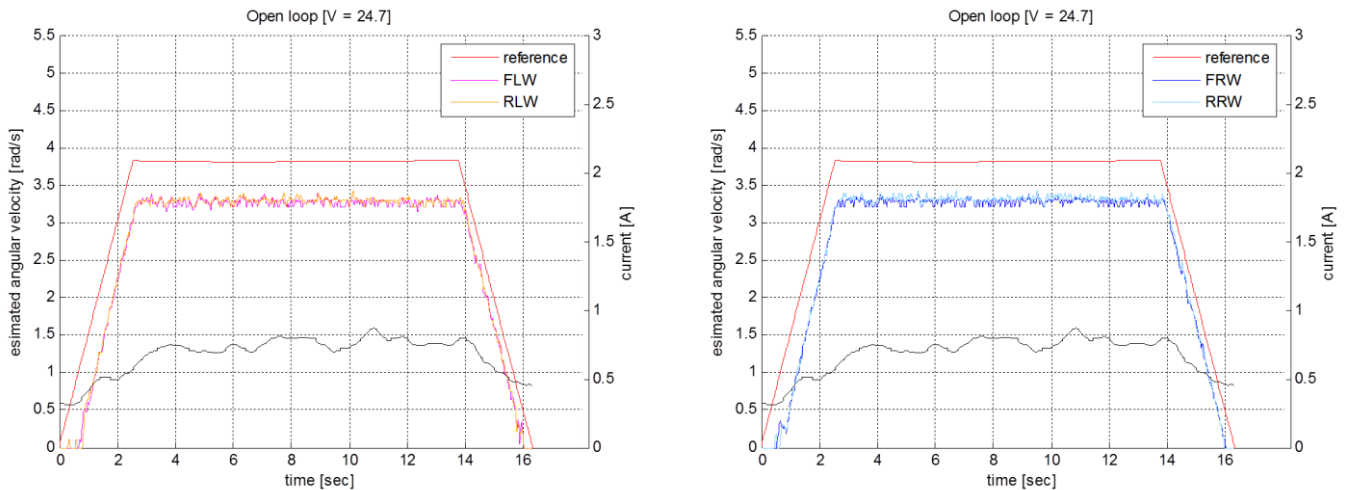 Open loop [V = 24.7]
5.5
5
4.5
4
3.5
3
2.5
2
1.5
1
0.5
0
esimated angular velocity [rad/s]
reference
FLW
RLW
3
2.5
2
1.5
1
0.5
0
current [A]
0 2 4 6 8 10 12 14 16
time [sec]
Open loop [V = 24.7]
5.5
5
4.5
4
3.5
3
2.5
2
1.5
1
0.5
0
esimated angular velocity [rad/s]
reference
FRW
RRW
3
2.5
2
1.5
1
0.5
0
current [A]
0 2 4 6 8 10 12 14 16
time [sec]